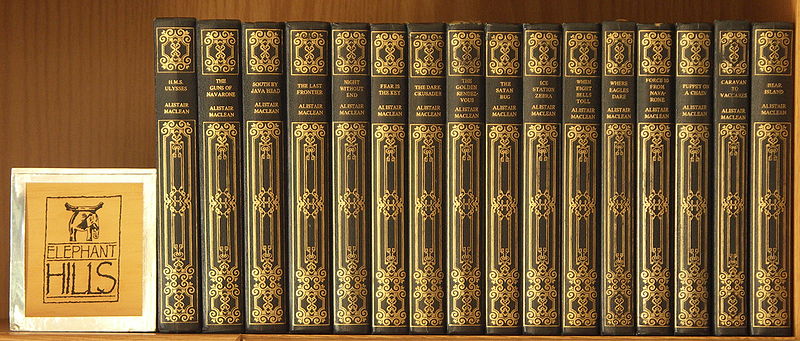 ELEPHANT
HILLS
H.M.S.
ULYSSES
ALISTAIR
MACLEAN
THE
GUNS OF
NAVARONE
ALISTAIR
MACLEAN
SOUTH BY
JAVA HEAD
ALISTAIR
MACLEAN
THE LAST
FRONTIER
ALISTAIR
MACLEAN
NIGHT
WITHOUT
END
ALISTAIR
MACLEAN
FEAR IS
THE KEY
ALISTAIR
MACLEAN
THE DARK
CRUSADER
ALISTAIR
MACLEAN
THE
GOLDEN
RENDEZ
VOUS
ALISTAIR
MACLEAN
THE
SATAN
BUG
ALISTAIR
MACLEAN
ICE
STATION
ZEBRA
ALISTAIR
MACLEAN
WHEN
EIGHT
BELLS
TOLL
ALISTAIR
MACLEAN
WHERE
EAGLES
DARE
ALISTAIR
MACLEAN
FORCE 10
FROM
NAVA
RONE
ALISTAIR
MACLEAN
PUPPET ON
A CHAIN
ALISTAIR
MACLEAN
CARAVAN
TO
VACCARÈS
ALISTAIR
MACLEAN
BEAR
ISLAND
ALISTAIR
MACLEAN